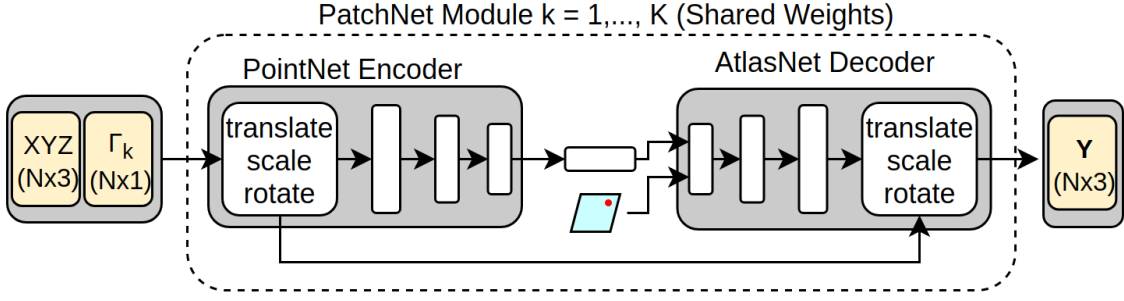 PatchNet Module k = 1,..., K (Shared Weights)
PointNet Encoder
AtlasNet Decoder
XYZ
(Nx3)
Γk
(Nx1)
translate
scale
rotate
translate
scale
rotate
Y
(Nx3)